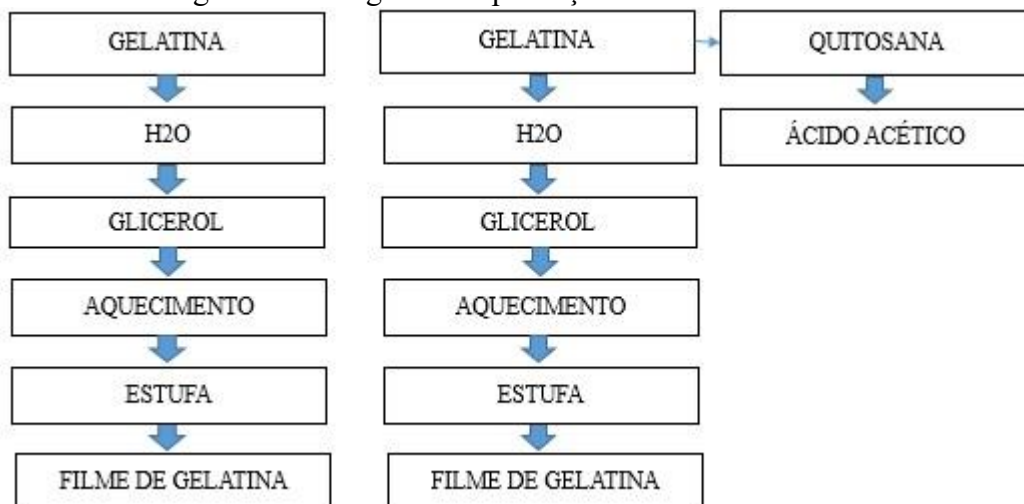 GELATINA
H2O
GLICEROL
AQUECIMENTO
ESTUFA
FILME DE GELATINA
GELATINA
H2O
GLICEROL
AQUECIMENTO
ESTUFA
FILME DE GELATINA
QUITOSANA
ÁCIDO ACÉTICO